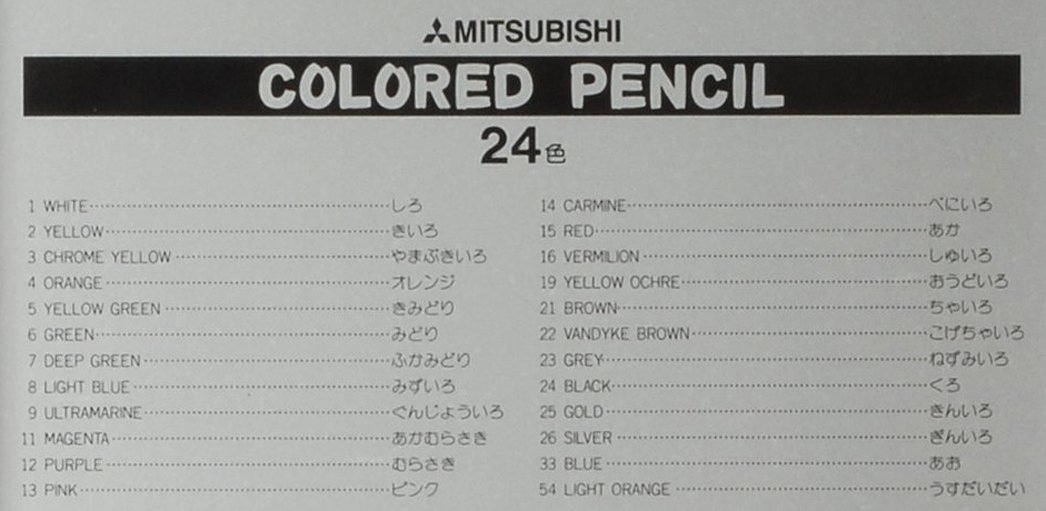 MITSUBISHI
COLORED PENCIL
24色
1 WHITE しろ
2 YELLOW きいろ
3 CHROME YELLOW やまぶきいろ
4 ORANGE オレンジ
5 YELLOW GREEN きみどり
6 GREEN みどり
7 DEEP GREEN ふかみどり
8 LIGHT BLUE みずいろ
9 ULTRAMARINE ぐんじょういろ
11 MAGENTA あかむらさき
12 PURPLE むらさき
13 PINK ピンク
14 CARMINE べにいろ
15 RED あか
16 VERMILION しゅいろ
19 YELLOW OCHRE おうどいろ
21 BROWN ちゃいろ
22 VANDYKE BROWN こげちゃいろ
23 GREY ねずみいろ
24 BLACK くろ
25 GOLD きんいろ
26 SILVER ぎんいろ
33 BLUE あお
54 LIGHT ORANGE うすだいだい